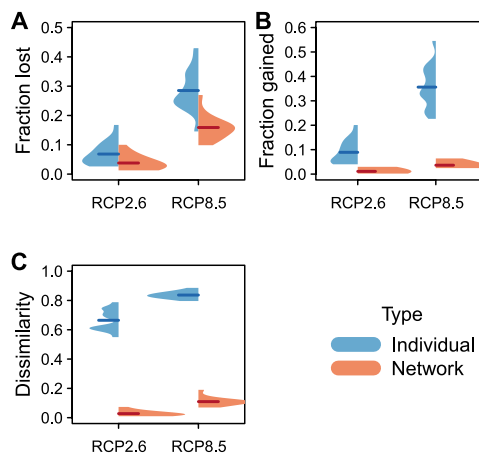 A
Fraction lost
0.5
0.4
0.3
0.2
0.1
0.0
RCP2.6 RCP8.5
B
Fraction gained
0.6
0.5
0.4
0.3
0.2
0.1
0.0
RCP2.6 RCP8.5
C
Dissimilarity
1.0
0.8
0.6
0.4
0.2
0.0
RCP2.6 RCP8.5
Type
Individual
Network